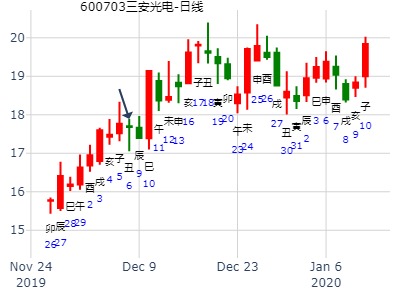 600703三安光电-日线
20
19
18
17
16
15
卯
26
辰
27
巳
28
午
29
酉
2
戌
3
亥
4
子
5
丑
6
辰
9
巳
10
午
11
未
12
申
13
亥
16
子
17
丑
18
寅
19
卯
20
午
23
未
24
申
25
酉
26
戌
27
丑
30
寅
31
辰
2
巳
3
申
6
酉
7
戌
8
亥
9
子
10
Nov 24
2019
Dec 9
Dec 23
Jan 6
2020